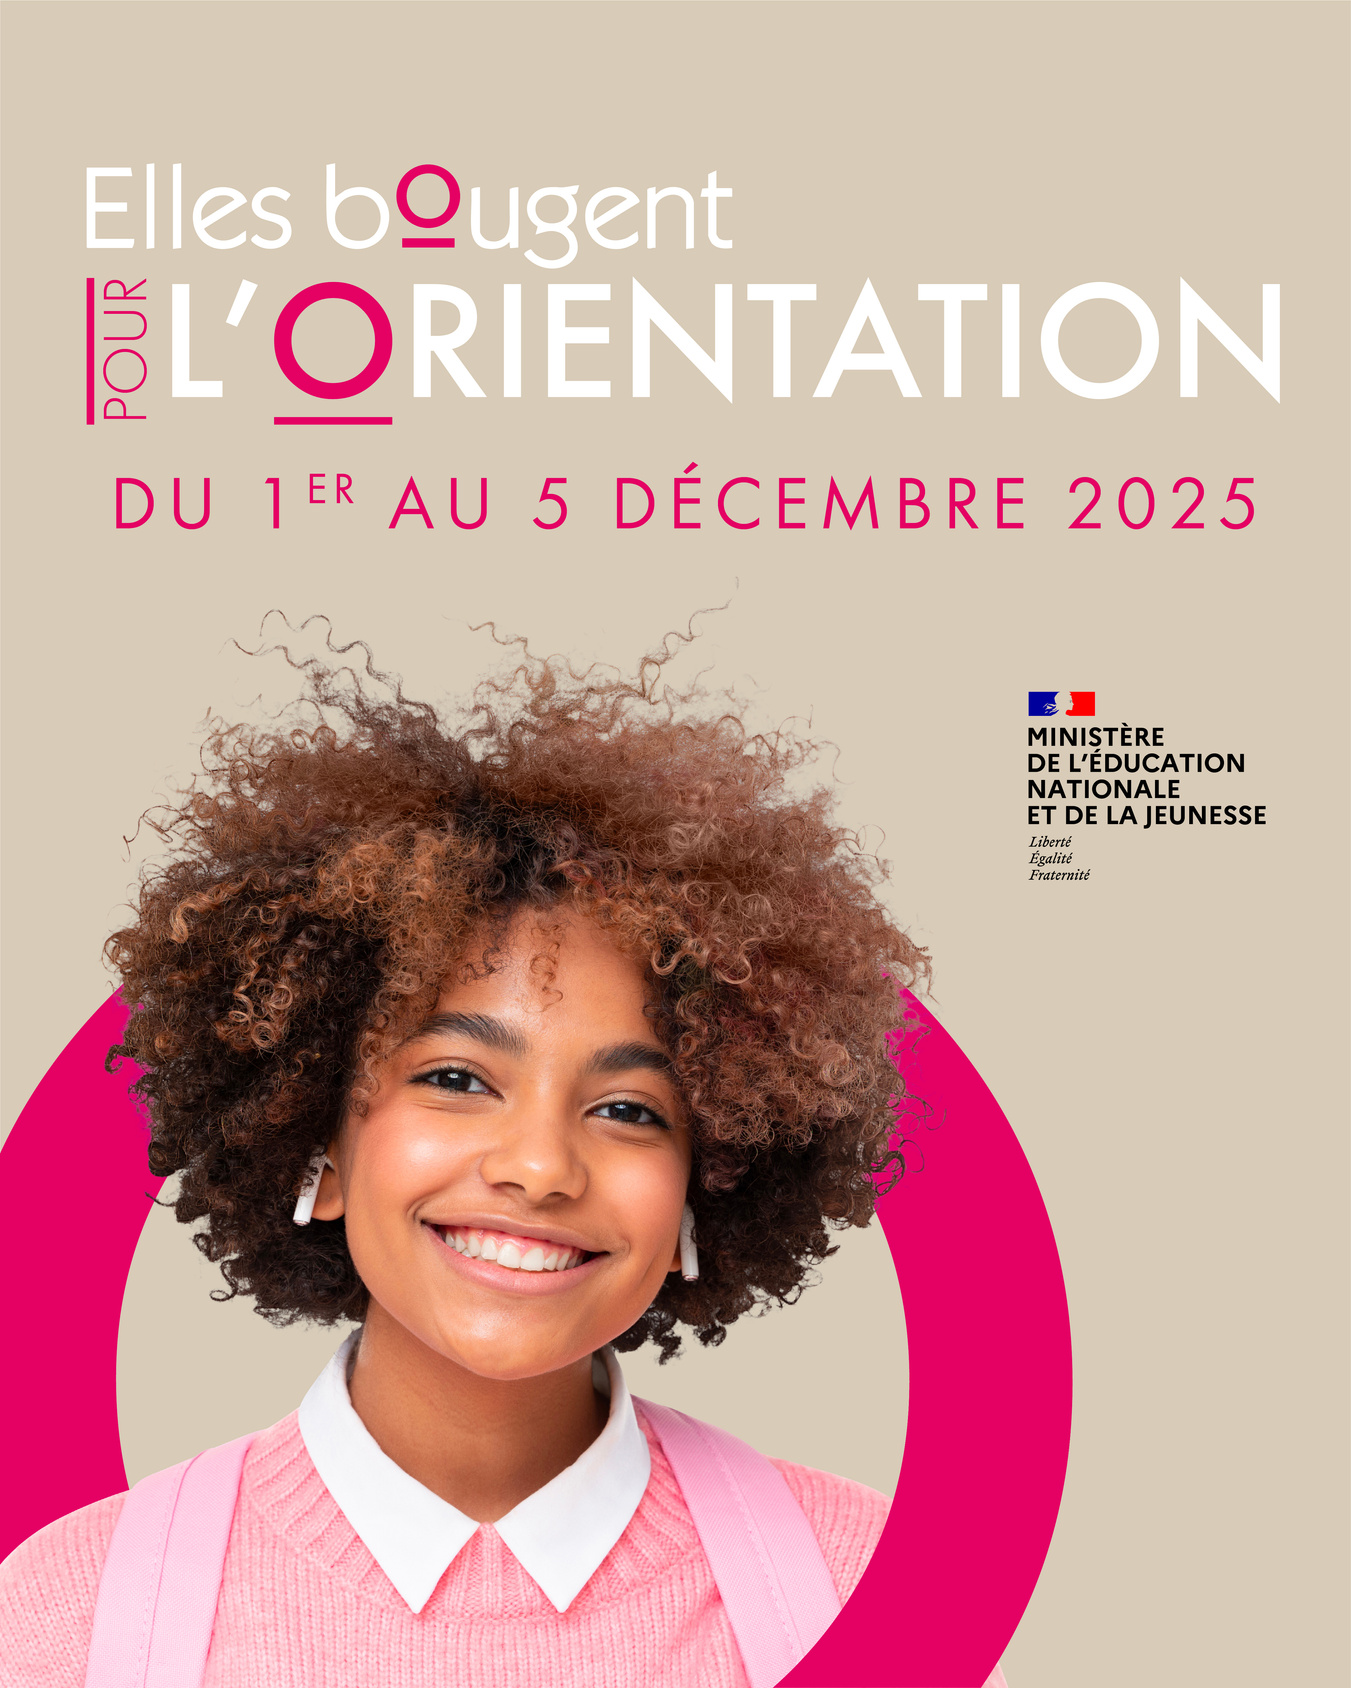 Elles bougent
POUR L'ORIENTATION
DU 1ER AU 5 DÉCEMBRE 2025
MINISTÈRE
DE L'ÉDUCATION
NATIONALE
ET DE LA JEUNESSE
Liberté
Égalité
Fraternité